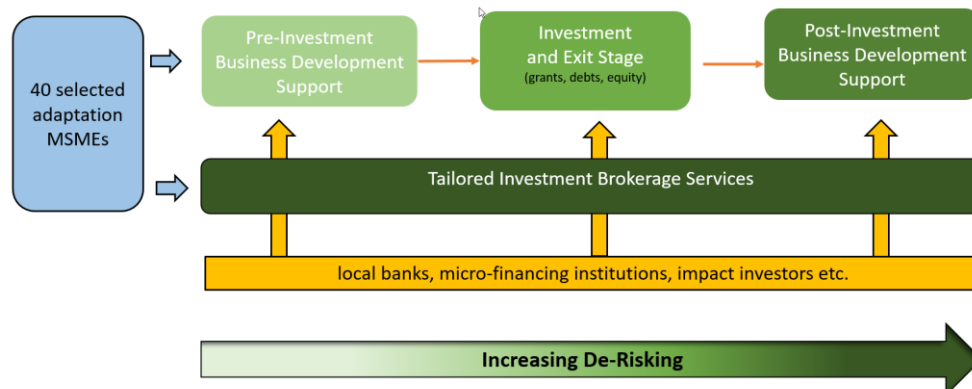 40 selected
adaptation
MSMEs
Pre-Investment
Business Development
Support
Investment
and Exit Stage
(grants, debts, equity)
Post-Investment
Business Development
Support
Tailored Investment Brokerage Services
local banks, micro-financing institutions, impact investors etc.
Increasing De-Risking